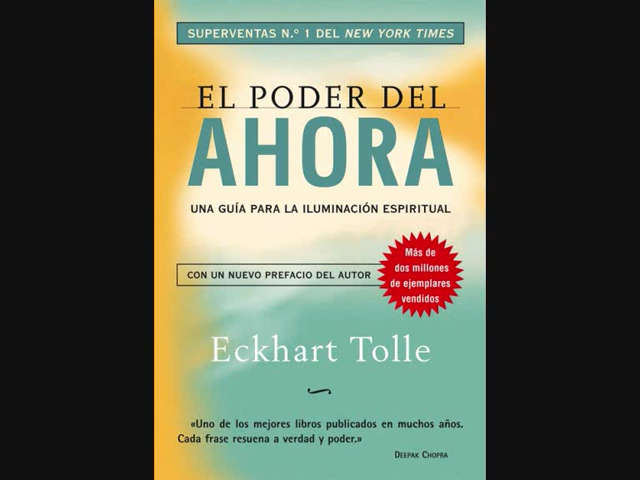 SUPERVENTAS N.º 1 DEL NEW YORK TIMES
EL PODER DEL
AHORA
UNA GUÍA PARA LA ILUMINACIÓN ESPIRITUAL
CON UN NUEVO PREFACIO DEL AUTOR
Más de
dos millones
de ejemplares
vendidos
Eckhart Tolle
«Uno de los mejores libros publicados en muchos años.
Cada frase resuena a verdad y poder.»
DEEPAK CHOPRA